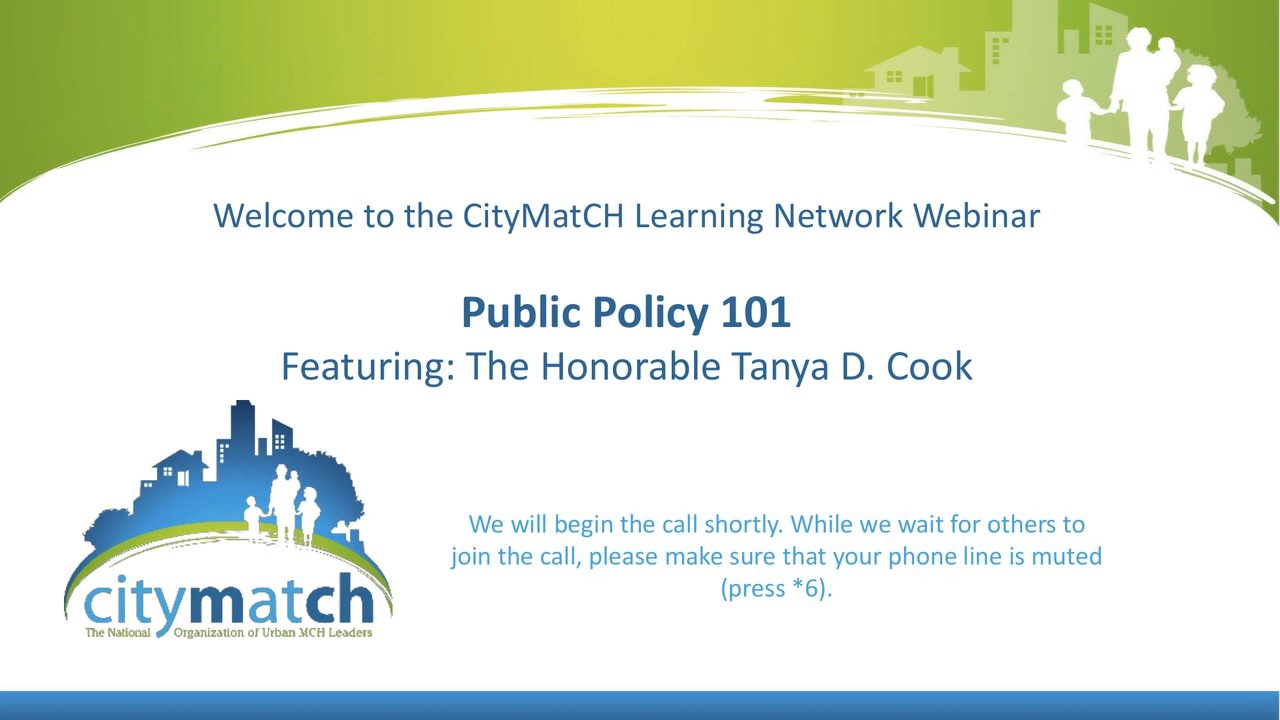 Welcome to the CityMatCH Learning Network Webinar
Public Policy 101
Featuring: The Honorable Tanya D. Cook
We will begin the call shortly. While we wait for others to
join the call, please make sure that your phone line is muted
(press *6).
citymatch
The National Organization of Urban MCH Leaders